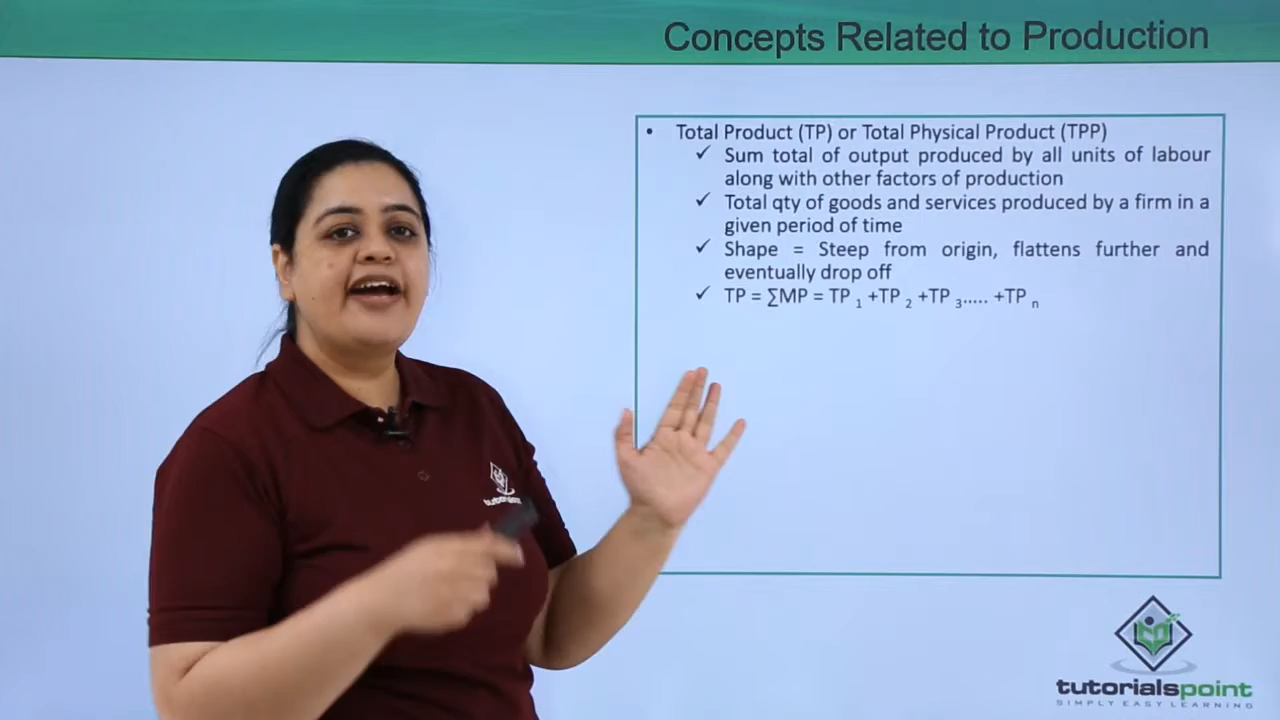 Concepts Related to Production
• Total Product (TP) or Total Physical Product (TPP)
✓ Sum total of output produced by all units of labour
along with other factors of production
✓ Total qty of goods and services produced by a firm in a
given period of time
✓ Shape = Steep from origin, flattens further and
eventually drop off
✓ TP = ∑MP = TP 1 +TP 2 +TP 3..... +TP n
tutorialspoint
SIMPLY EASY LEARNING